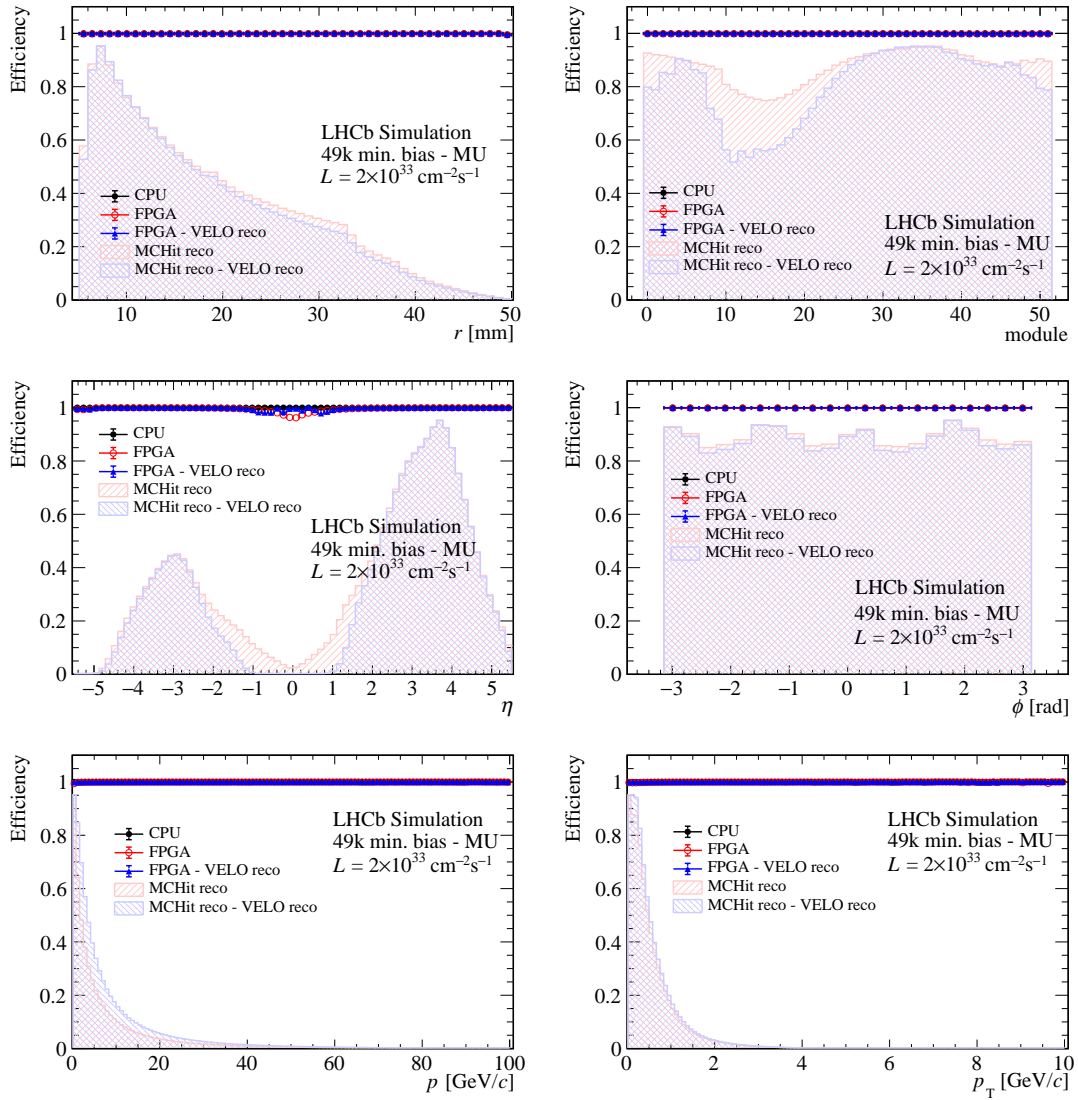 Efficiency
1
0.8
0.6
0.4
0.2
0
LHCb Simulation
49k min. bias - MU
L = 2×10³³ cm⁻²s⁻¹
CPU
FPGA
FPGA - VELO reco
MCHit reco
MCHit reco - VELO reco
10 20 30 40 50
r [mm]
Efficiency
1
0.8
0.6
0.4
0.2
0
CPU
FPGA
FPGA - VELO reco
MCHit reco
MCHit reco - VELO reco
LHCb Simulation
49k min. bias - MU
L = 2×10³³ cm⁻²s⁻¹
0 10 20 30 40 50
module
Efficiency
1
0.8
0.6
0.4
0.2
0
CPU
FPGA
FPGA - VELO reco
MCHit reco
MCHit reco - VELO reco
LHCb Simulation
49k min. bias - MU
L = 2×10³³ cm⁻²s⁻¹
−5 −4 −3 −2 −1 0 1 2 3 4 5
η
Efficiency
1
0.8
0.6
0.4
0.2
0
CPU
FPGA
FPGA - VELO reco
MCHit reco
MCHit reco - VELO reco
LHCb Simulation
49k min. bias - MU
L = 2×10³³ cm⁻²s⁻¹
−3 −2 −1 0 1 2 3
ϕ [rad]
Efficiency
1
0.8
0.6
0.4
0.2
0
LHCb Simulation
49k min. bias - MU
L = 2×10³³ cm⁻²s⁻¹
CPU
FPGA
FPGA - VELO reco
MCHit reco
MCHit reco - VELO reco
0 20 40 60 80 100
p [GeV/c]
Efficiency
1
0.8
0.6
0.4
0.2
0
LHCb Simulation
49k min. bias - MU
L = 2×10³³ cm⁻²s⁻¹
CPU
FPGA
FPGA - VELO reco
MCHit reco
MCHit reco - VELO reco
0 2 4 6 8 10
p_T [GeV/c]